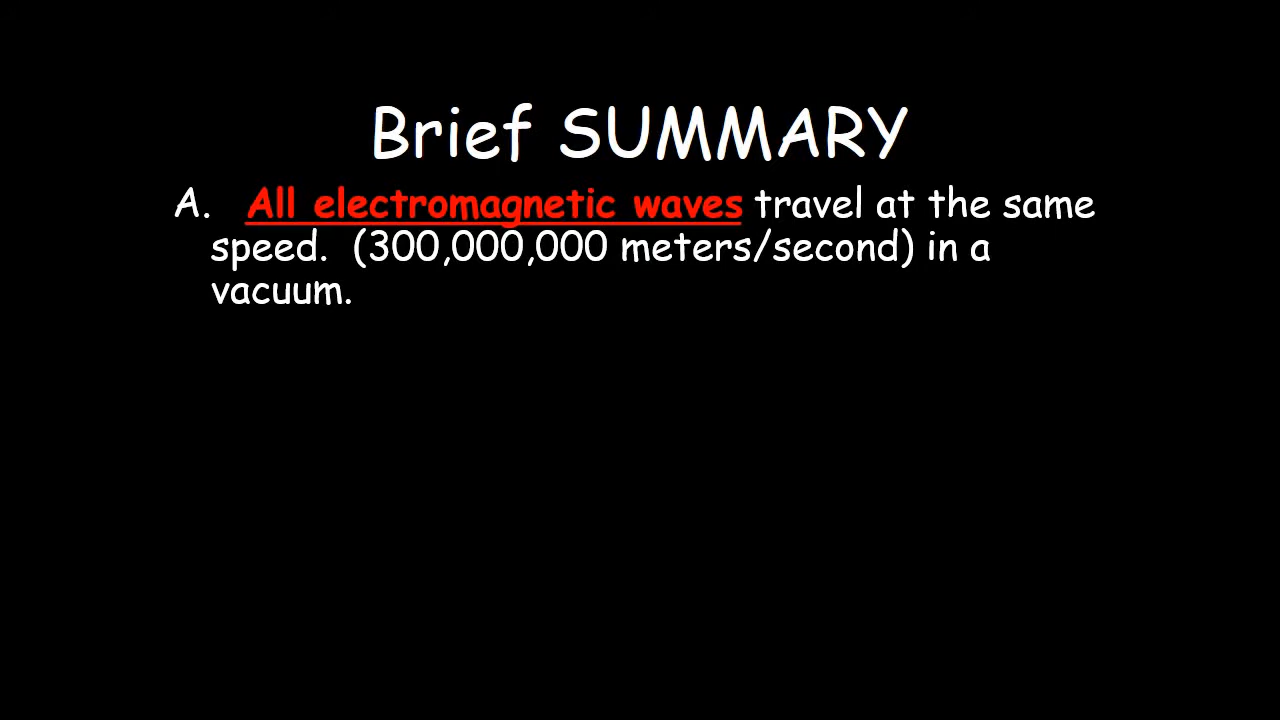 Brief SUMMARY
A. All electromagnetic waves travel at the same
speed. (300,000,000 meters/second) in a
vacuum.